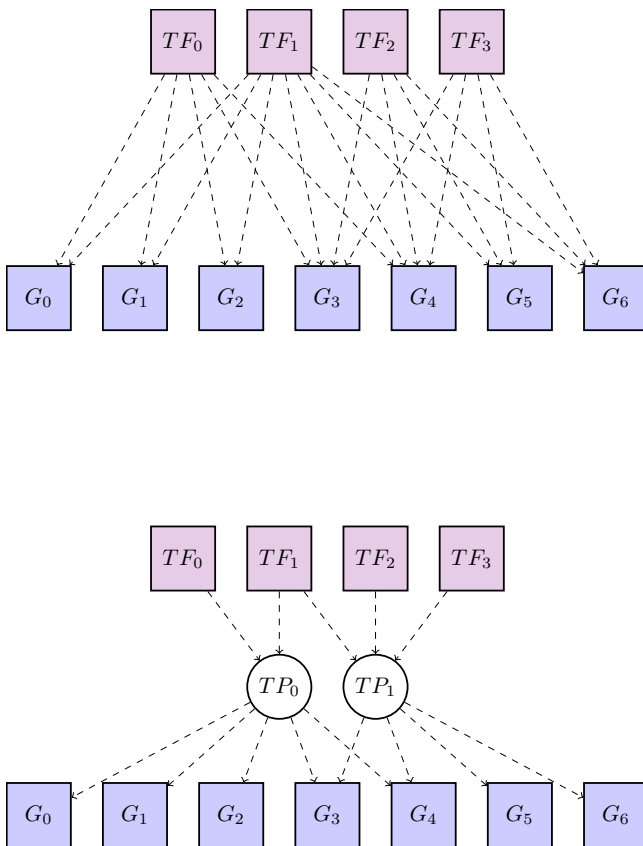 TF₀ TF₁ TF₂ TF₃
G₀ G₁ G₂ G₃ G₄ G₅ G₆
TF₀ TF₁ TF₂ TF₃
TP₀ TP₁
G₀ G₁ G₂ G₃ G₄ G₅ G₆